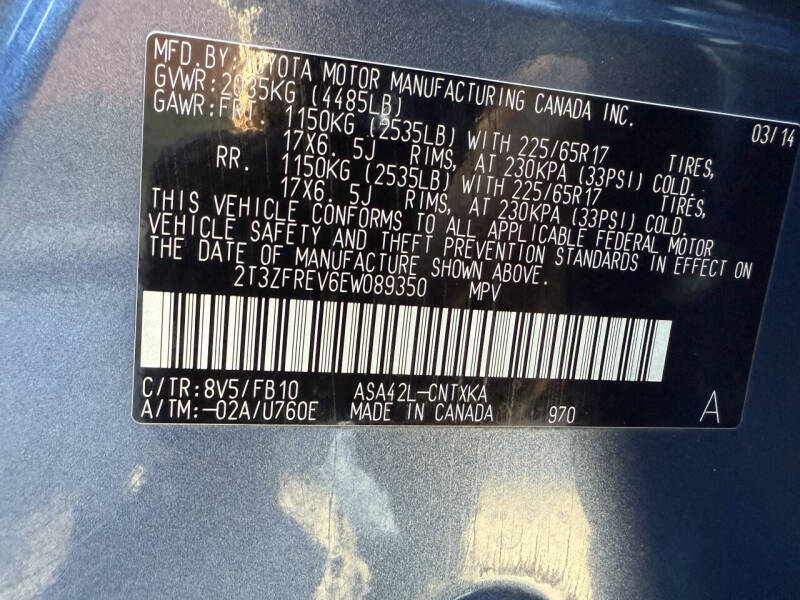 MFD.BY: TOYOTA MOTOR MANUFACTURING CANADA INC. 03/14
GVWR: 2035KG (4485LB)
GAWR: FRT. 1150KG (2535LB) WITH 225/65R17 TIRES,
17X6. 5J RIMS, AT 230KPA (33PSI) COLD.
RR. 1150KG (2535LB) WITH 225/65R17 TIRES,
17X6. 5J RIMS, AT 230KPA (33PSI) COLD.
THIS VEHICLE CONFORMS TO ALL APPLICABLE FEDERAL MOTOR
VEHICLE SAFETY AND THEFT PREVENTION STANDARDS IN EFFECT ON
THE DATE OF MANUFACTURE SHOWN ABOVE.
2T3ZFREV6EW089350 MPV
C/TR: 8V5/FB10 ASA42L-CNTXKA
A/TM: -02A/U760E MADE IN CANADA 970 A